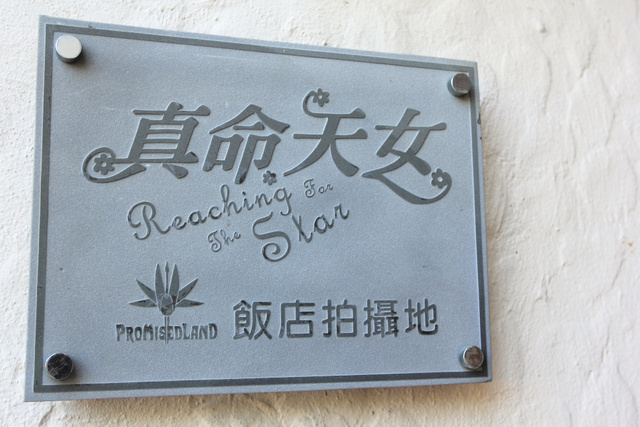 真命天女
Reaching For
The Star
PROMISEDLAND
飯店拍攝地